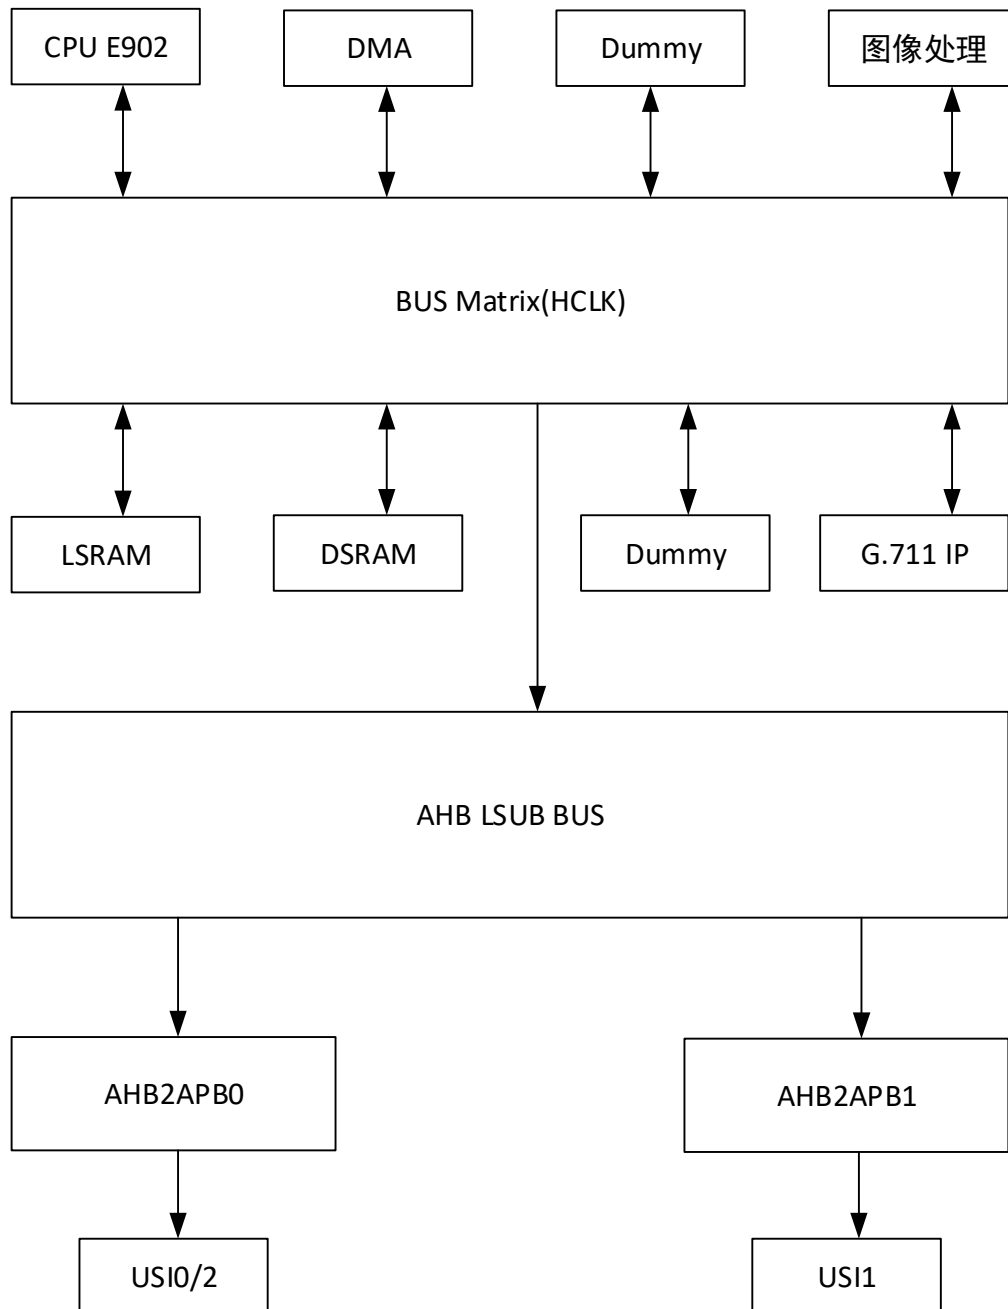 CPU E902
DMA
Dummy
图像处理
BUS Matrix(HCLK)
LSRAM
DSRAM
Dummy
G.711 IP
AHB LSUB BUS
AHB2APB0
AHB2APB1
USI0/2
USI1